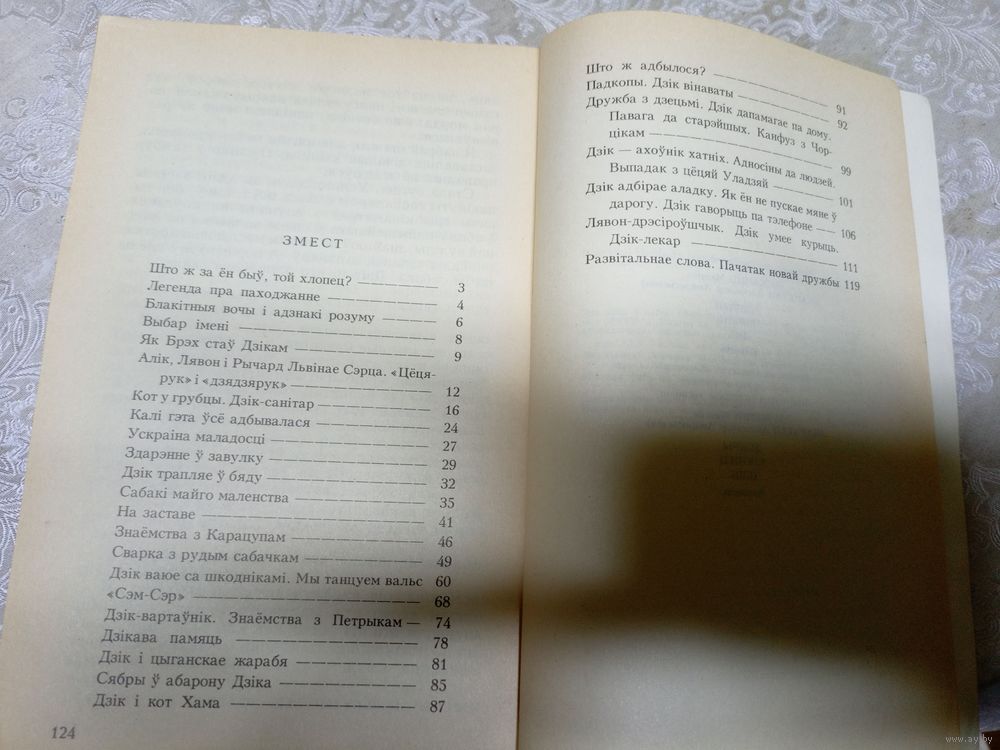 ЗМЕСТ
Што ж за ён быў, той хлопец? 3
Легенда пра паходжанне 4
Блакітныя вочы і адзнакі розуму 6
Выбар імені 8
Як Брэх стаў Дзікам 9
Алік, Лявон і Рычард Львінае Сэрца. «Цёця-
рук» і «дзядзярук» 12
Кот у грубцы. Дзік-санітар 16
Калі гэта ўсё адбывалася 24
Ускраіна маладосці 27
Здарэнне ў завулку 29
Дзік трапляе ў бяду 32
Сабакі майго маленства 35
На заставе 41
Знаёмства з Карацупам 46
Сварка з рудым сабачкам 49
Дзік ваюе са шкоднікамі. Мы танцуем вальс 60
«Сэм-Сэр» 68
Дзік-вартаўнік. Знаёмства з Петрыкам 74
Дзікава памяць 78
Дзік і цыганскае жарабя 81
Сябры ў абарону Дзіка 85
Дзік і кот Хама 87
124
Што ж адбылося? 91
Падкопы. Дзік вінаваты 92
Дружба з дзецьмі. Дзік дапамагае па дому.
Павага да старэйшых. Канфуз з Чор-
цікам 99
Дзік — ахоўнік хатніх. Адносіны да людзей.
Выпадак з цёцяй Уладзяй 101
Дзік адбірае аладку. Як ён не пускае мяне ў
дарогу. Дзік гаворыць па тэлефоне 106
Лявон-дрэсіроўшчык. Дзік умее курыць.
Дзік-лекар 111
Развітальнае слова. Пачатак новай дружбы 119
www.ay.by